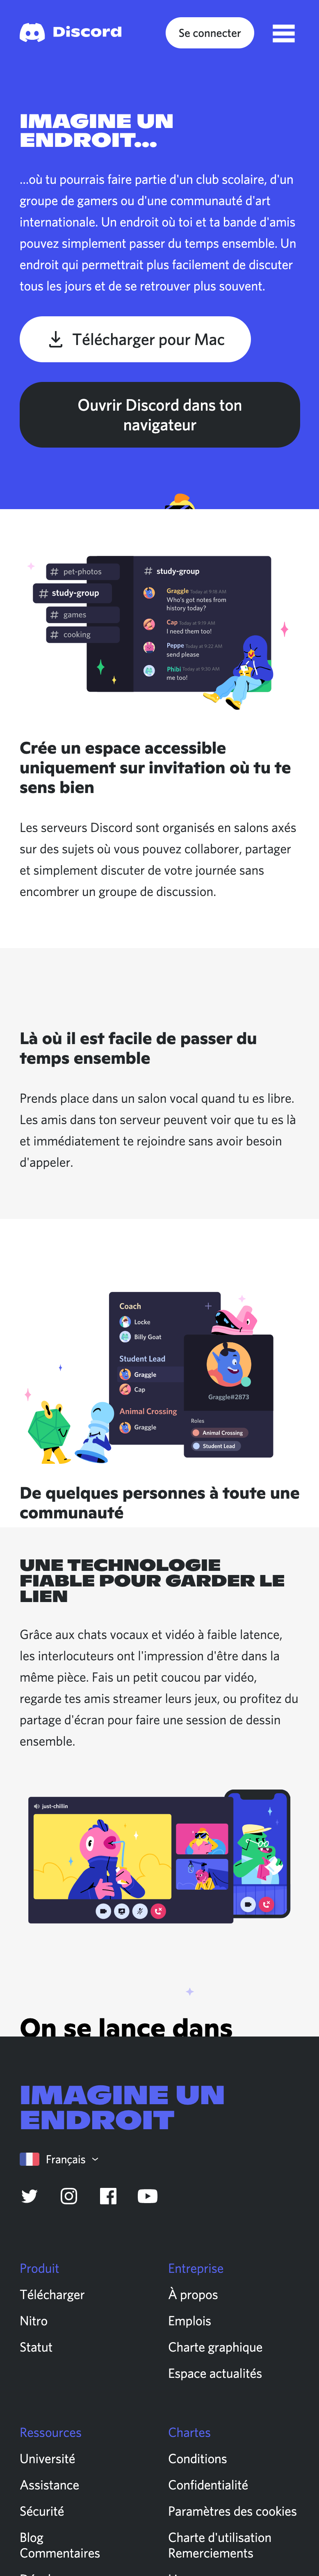 Discord
Se connecter
IMAGINE UN
ENDROIT…
...où tu pourrais faire partie d'un club scolaire, d'un
groupe de gamers ou d'une communauté d'art
internationale. Un endroit où toi et ta bande d'amis
pouvez simplement passer du temps ensemble. Un
endroit qui permettrait plus facilement de discuter
tous les jours et de se retrouver plus souvent.
Télécharger pour Mac
Ouvrir Discord dans ton
navigateur
# pet-photos
# study-group
# games
# cooking
# study-group
Graggle Today at 9:18 AM
Who's got notes from
history today?
Cap Today at 9:19 AM
I need them too!
Peppe Today at 9:22 AM
send please
Phibi Today at 9:30 AM
me too!
Crée un espace accessible
uniquement sur invitation où tu te
sens bien
Les serveurs Discord sont organisés en salons axés
sur des sujets où vous pouvez collaborer, partager
et simplement discuter de votre journée sans
encombrer un groupe de discussion.
Là où il est facile de passer du
temps ensemble
Prends place dans un salon vocal quand tu es libre.
Les amis dans ton serveur peuvent voir que tu es là
et immédiatement te rejoindre sans avoir besoin
d'appeler.
Coach
Locke
Billy Goat
Student Lead
Graggle
Cap
Animal Crossing
Graggle
Graggle#2873
Roles
Animal Crossing
Student Lead
De quelques personnes à toute une
communauté
UNE TECHNOLOGIE
FIABLE POUR GARDER LE
LIEN
Grâce aux chats vocaux et vidéo à faible latence,
les interlocuteurs ont l'impression d'être dans la
même pièce. Fais un petit coucou par vidéo,
regarde tes amis streamer leurs jeux, ou profitez du
partage d'écran pour faire une session de dessin
ensemble.
just-chillin
On se lance dans
IMAGINE UN
ENDROIT
Français
Produit
Télécharger
Nitro
Statut
Entreprise
À propos
Emplois
Charte graphique
Espace actualités
Ressources
Université
Assistance
Sécurité
Blog
Commentaires
Chartes
Conditions
Confidentialité
Paramètres des cookies
Charte d'utilisation
Remerciements